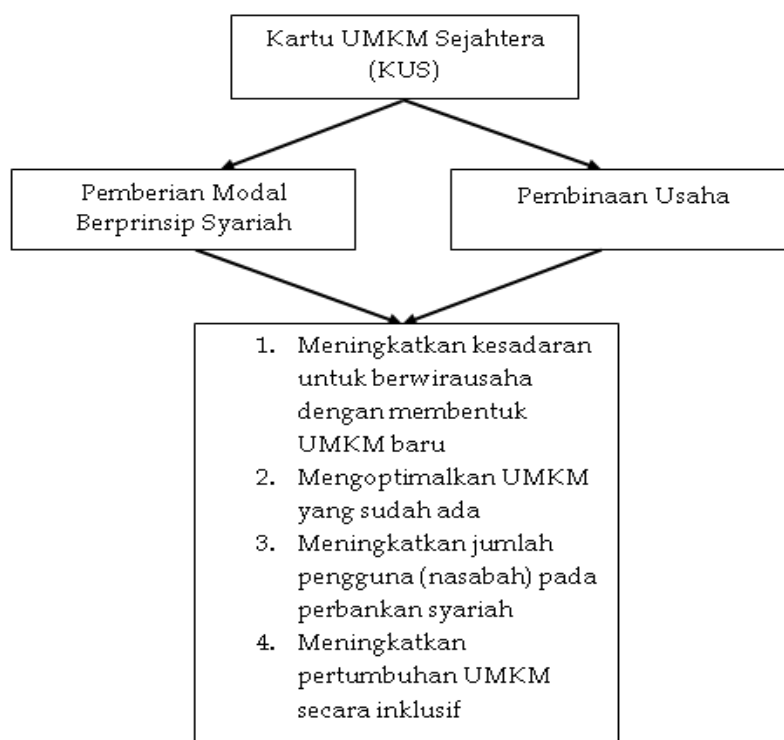 Kartu UMKM Sejahtera
(KUS)
Pemberian Modal
Berprinsip Syariah
Pembinaan Usaha
1. Meningkatkan kesadaran
untuk berwirausaha
dengan membentuk
UMKM baru
2. Mengoptimalkan UMKM
yang sudah ada
3. Meningkatkan jumlah
pengguna (nasabah) pada
perbankan syariah
4. Meningkatkan
pertumbuhan UMKM
secara inklusif